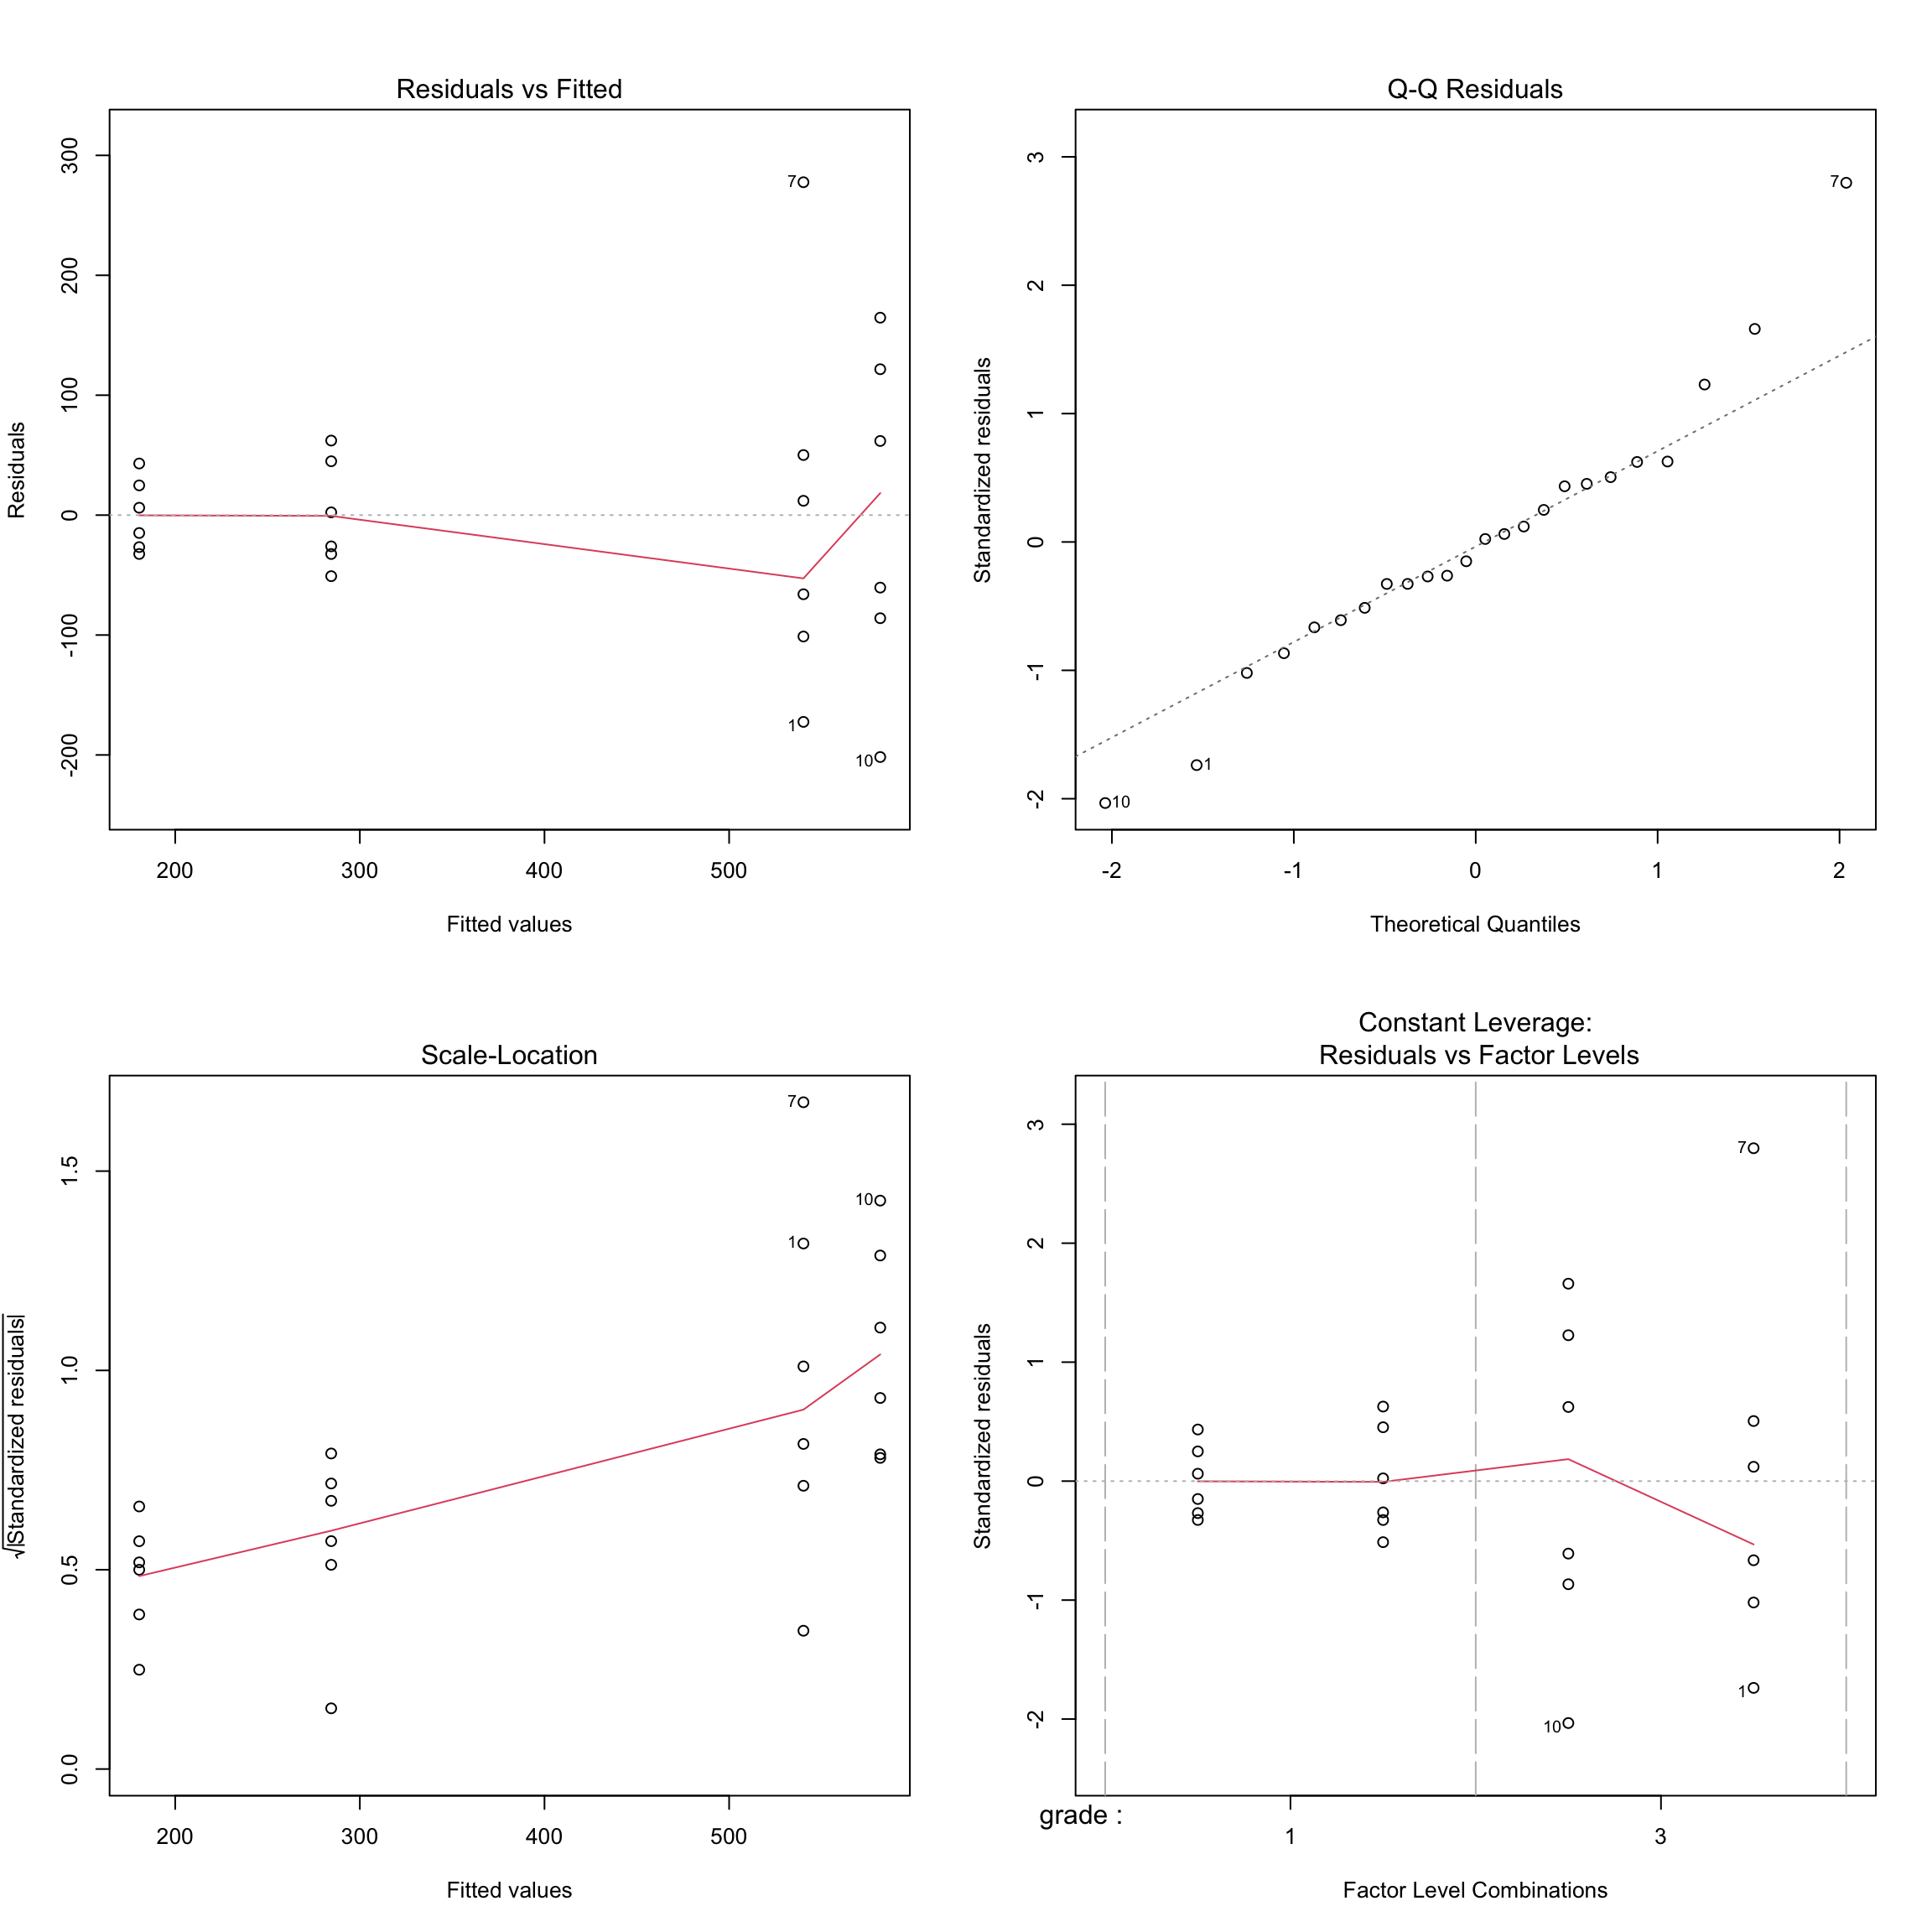 Residuals vs Fitted
300
200
100
0
-100
-200
Residuals
7
1
10
200 300 400 500
Fitted values
Q-Q Residuals
3
2
1
0
-1
-2
Standardized residuals
7
1
10
-2 -1 0 1 2
Theoretical Quantiles
Scale-Location
1.5
1.0
0.5
0.0
√|Standardized residuals|
7
10
1
200 300 400 500
Fitted values
Constant Leverage:
Residuals vs Factor Levels
3
2
1
0
-1
-2
Standardized residuals
7
1
10
grade :
1 3
Factor Level Combinations